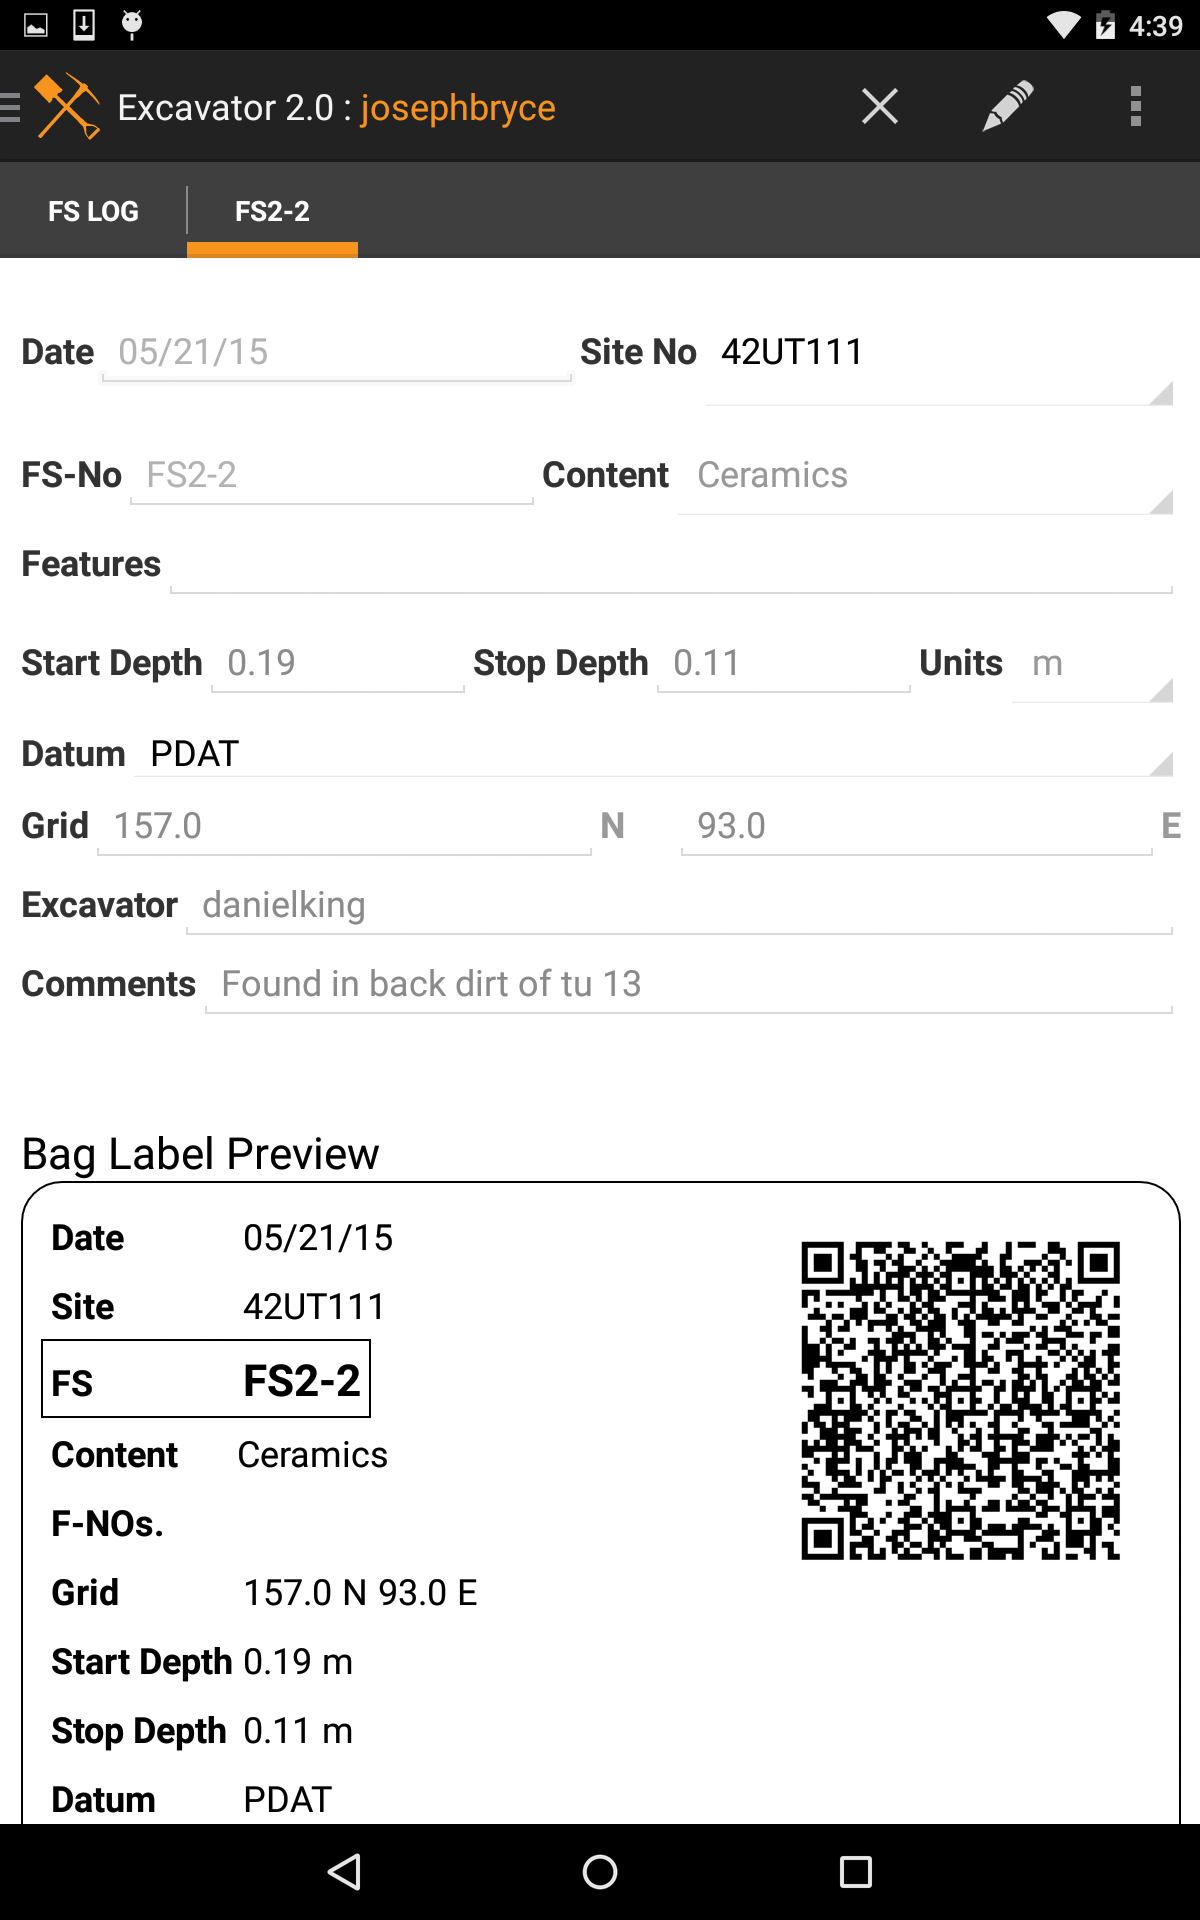 4:39
Excavator 2.0 : josephbryce
FS LOG FS2-2
Date 05/21/15 Site No 42UT111
FS-No FS2-2 Content Ceramics
Features
Start Depth 0.19 Stop Depth 0.11 Units m
Datum PDAT
Grid 157.0 N 93.0 E
Excavator danielking
Comments Found in back dirt of tu 13
Bag Label Preview
Date 05/21/15
Site 42UT111
FS FS2-2
Content Ceramics
F-NOs.
Grid 157.0 N 93.0 E
Start Depth 0.19 m
Stop Depth 0.11 m
Datum PDAT